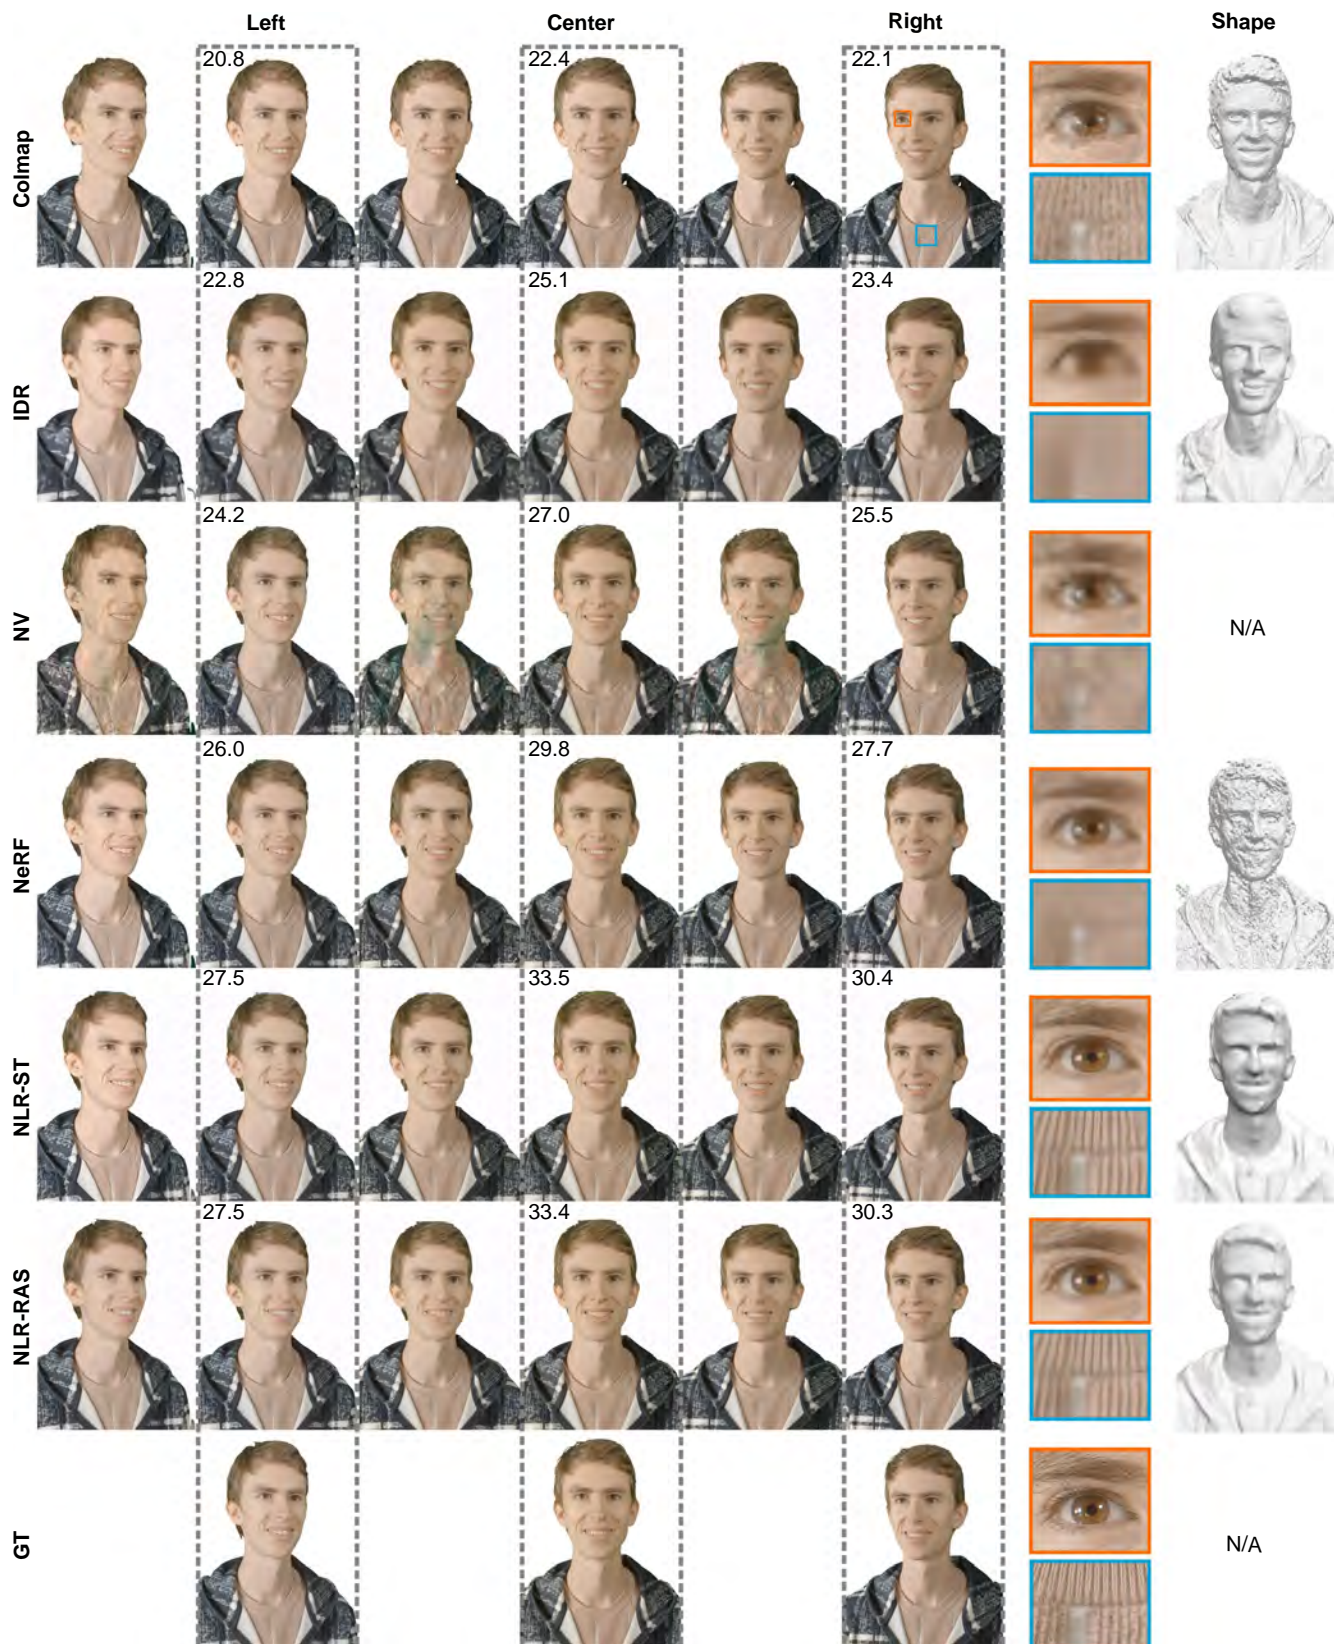 Left Center Right Shape
Colmap
20.8 22.4 22.1
IDR
22.8 25.1 23.4
NV
24.2 27.0 25.5
N/A
NeRF
26.0 29.8 27.7
NLR-ST
27.5 33.5 30.4
NLR-RAS
27.5 33.4 30.3
GT
N/A